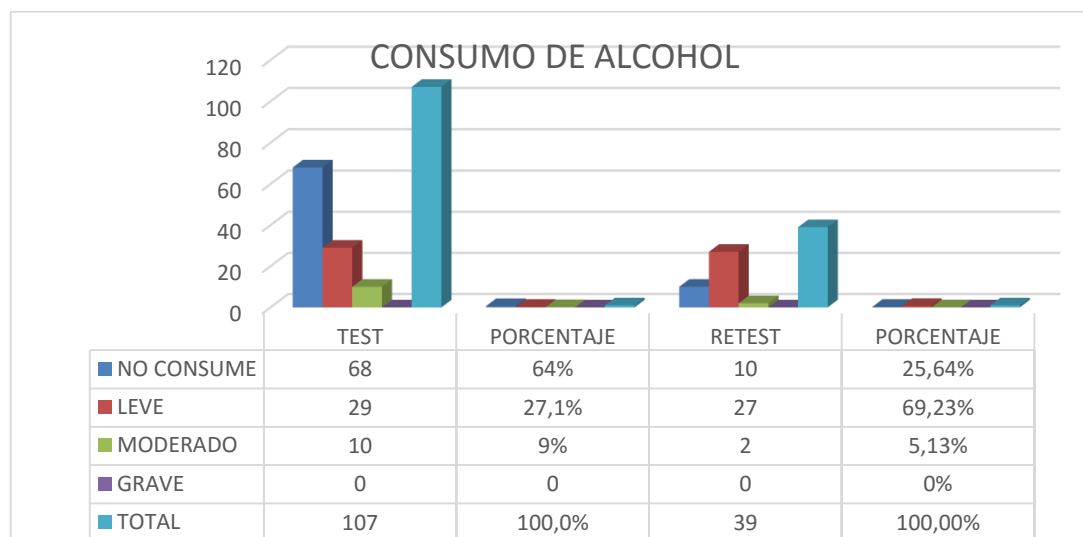 CONSUMO DE ALCOHOL
120
100
80
60
40
20
0
TEST PORCENTAJE RETEST PORCENTAJE
NO CONSUME 68 64% 10 25,64%
LEVE 29 27,1% 27 69,23%
MODERADO 10 9% 2 5,13%
GRAVE 0 0 0 0%
TOTAL 107 100,0% 39 100,00%